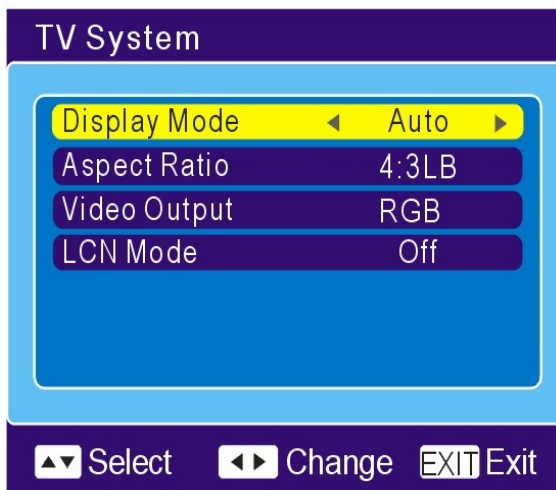 TV System
Display Mode ◀ Auto ▶
Aspect Ratio 4:3LB
Video Output RGB
LCN Mode Off
▲▼ Select ◀▶ Change EXIT Exit